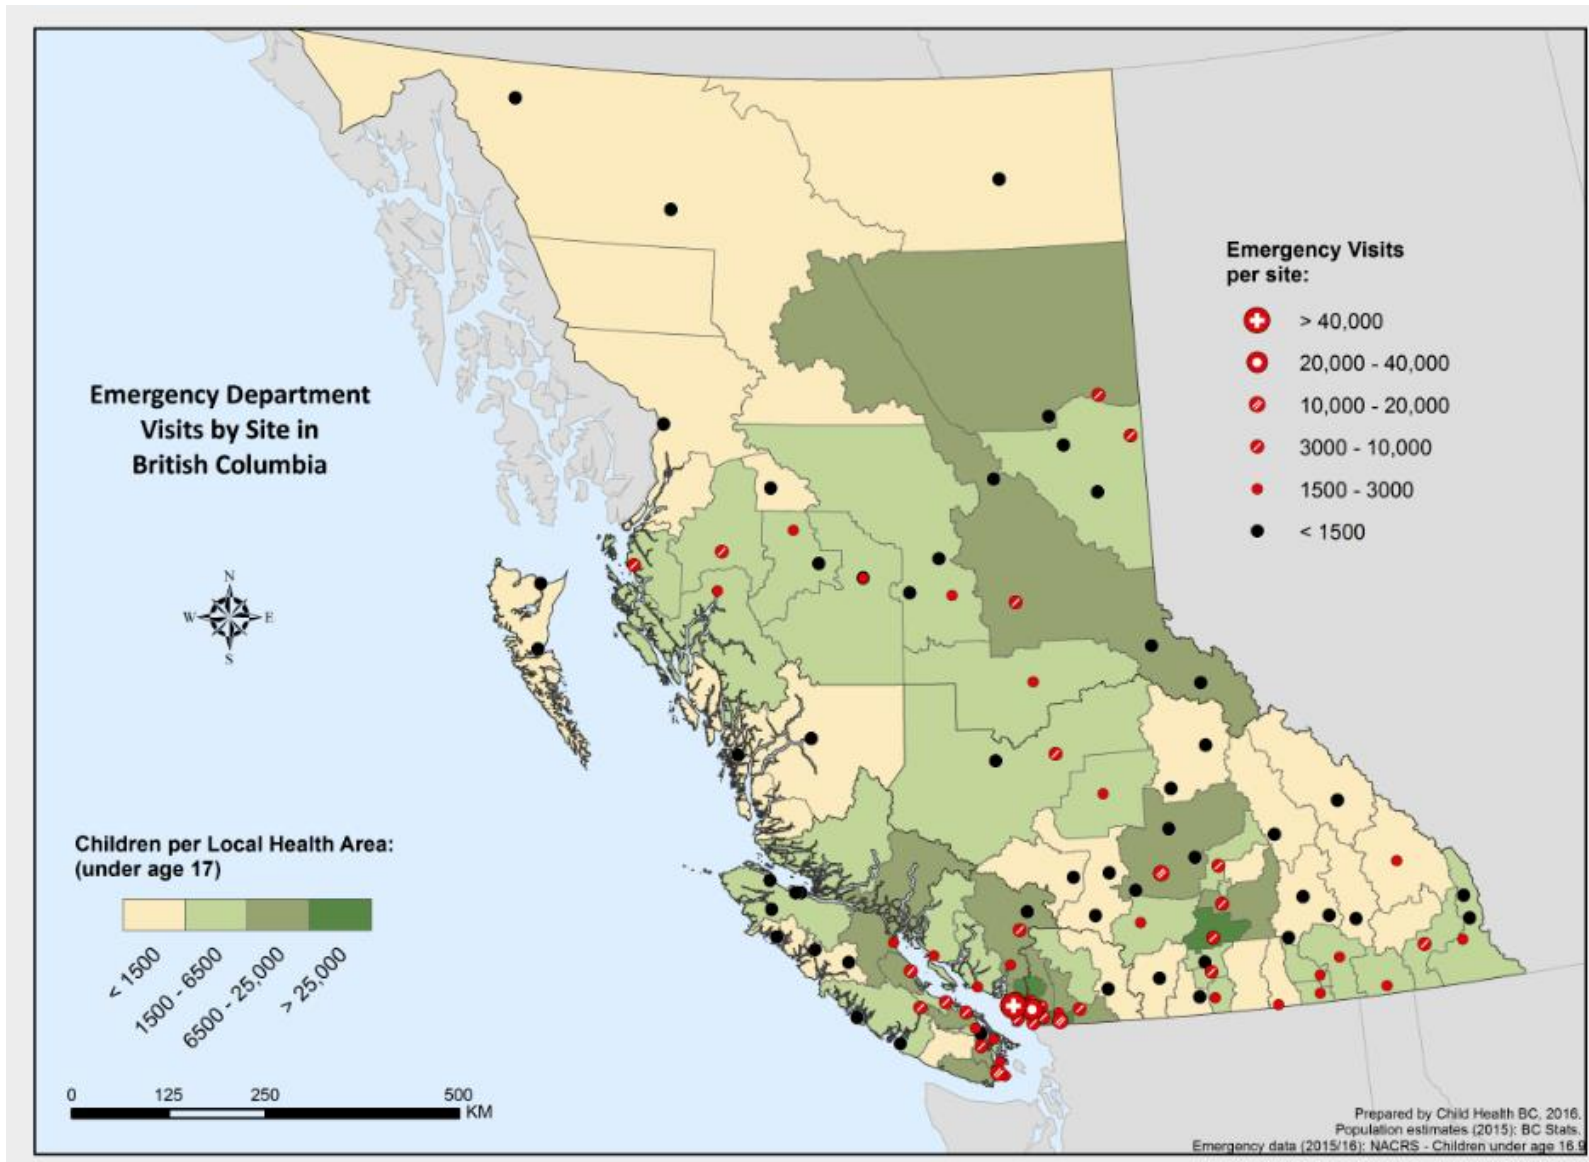 Emergency Department
Visits by Site in
British Columbia
N
W
E
S
Emergency Visits
per site:
> 40,000
20,000 - 40,000
10,000 - 20,000
3000 - 10,000
1500 - 3000
< 1500
Children per Local Health Area:
(under age 17)
< 1500
1500 - 6500
6500 - 25,000
> 25,000
0 125 250 500
KM
Prepared by Child Health BC, 2016.
Population estimates (2015): BC Stats.
Emergency data (2015/16): NACRS - Children under age 16.9